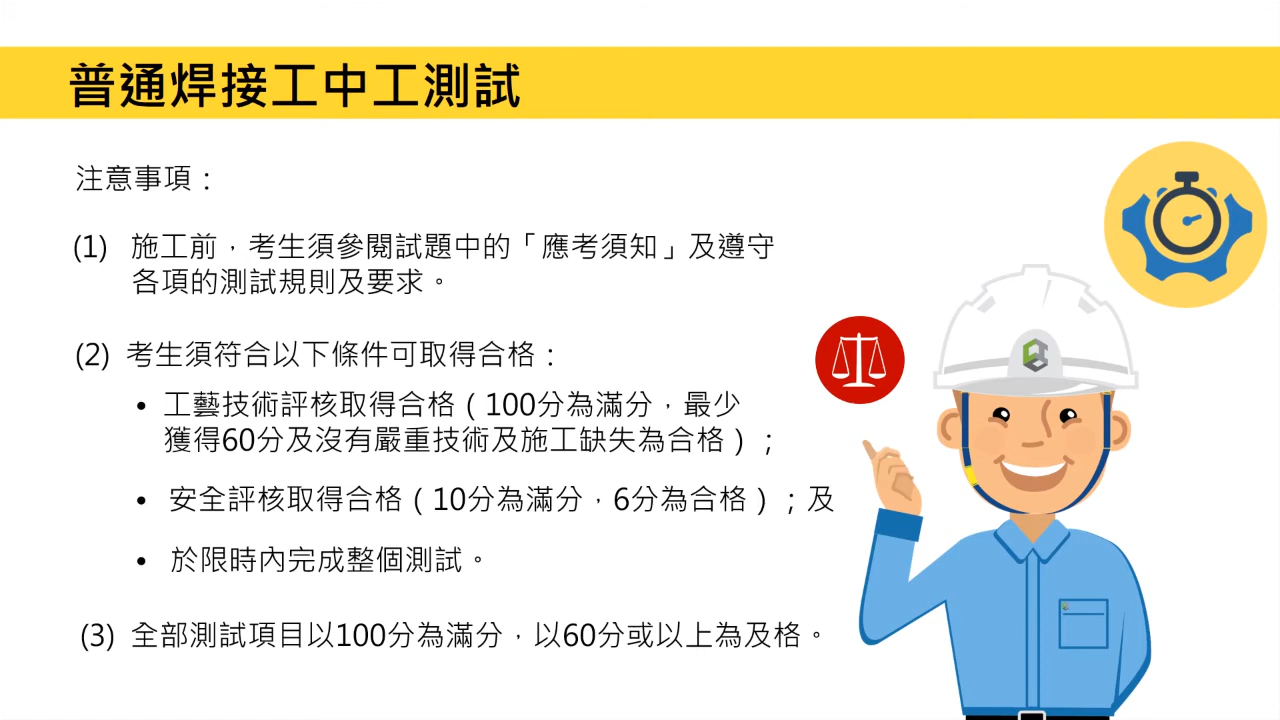 普通焊接工中工測試
注意事項：
(1) 施工前，考生須參閱試題中的「應考須知」及遵守
各項的測試規則及要求。
(2) 考生須符合以下條件可取得合格：
• 工藝技術評核取得合格（100分為滿分，最少
獲得60分及沒有嚴重技術及施工缺失為合格）；
• 安全評核取得合格（10分為滿分，6分為合格）；及
• 於限時內完成整個測試。
(3) 全部測試項目以100分為滿分，以60分或以上為及格。